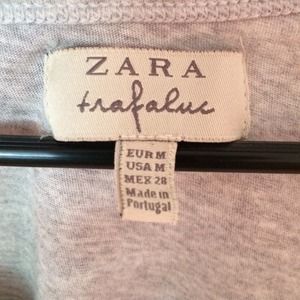 ZARA
trafaluc
EUR M
USA M
MEX 28
Made in
Portugal